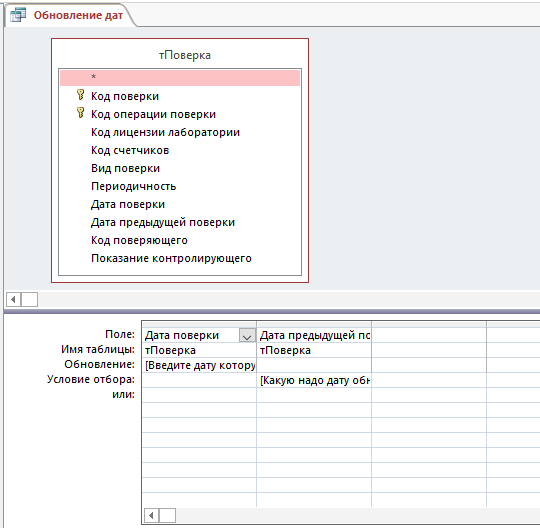 Обновление дат
тПоверка
*
Код поверки
Код операции поверки
Код лицензии лаборатории
Код счетчиков
Вид поверки
Периодичность
Дата поверки
Дата предыдущей поверки
Код поверяющего
Показание контролирующего
Поле: Дата поверки Дата предыдущей по
Имя таблицы: тПоверка тПоверка
Обновление: [Введите дату котору
Условие отбора: [Какую надо дату обн
или: